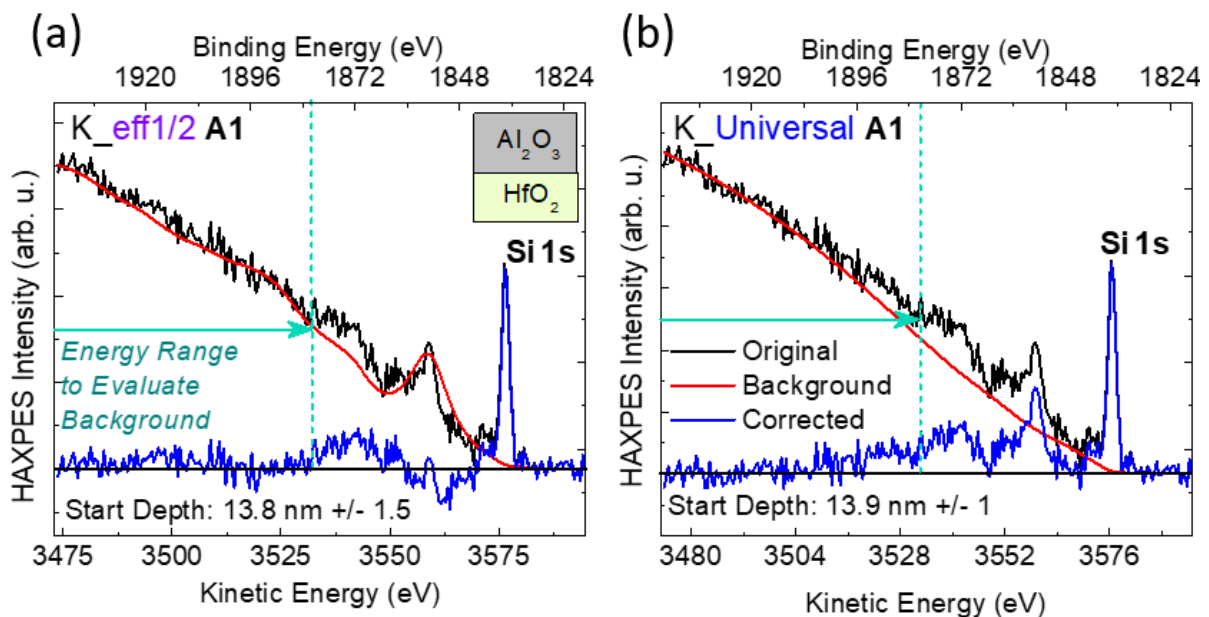 (a)
Binding Energy (eV)
1920 1896 1872 1848 1824
K_eff1/2 A1
Al2O3
HfO2
Si 1s
HAXPES Intensity (arb. u.)
Energy Range
to Evaluate
Background
Start Depth: 13.8 nm +/- 1.5
3475 3500 3525 3550 3575
Kinetic Energy (eV)
(b)
Binding Energy (eV)
1920 1896 1872 1848 1824
K_Universal A1
Si 1s
HAXPES Intensity (arb. u.)
Original
Background
Corrected
Start Depth: 13.9 nm +/- 1
3480 3504 3528 3552 3576
Kinetic Energy (eV)